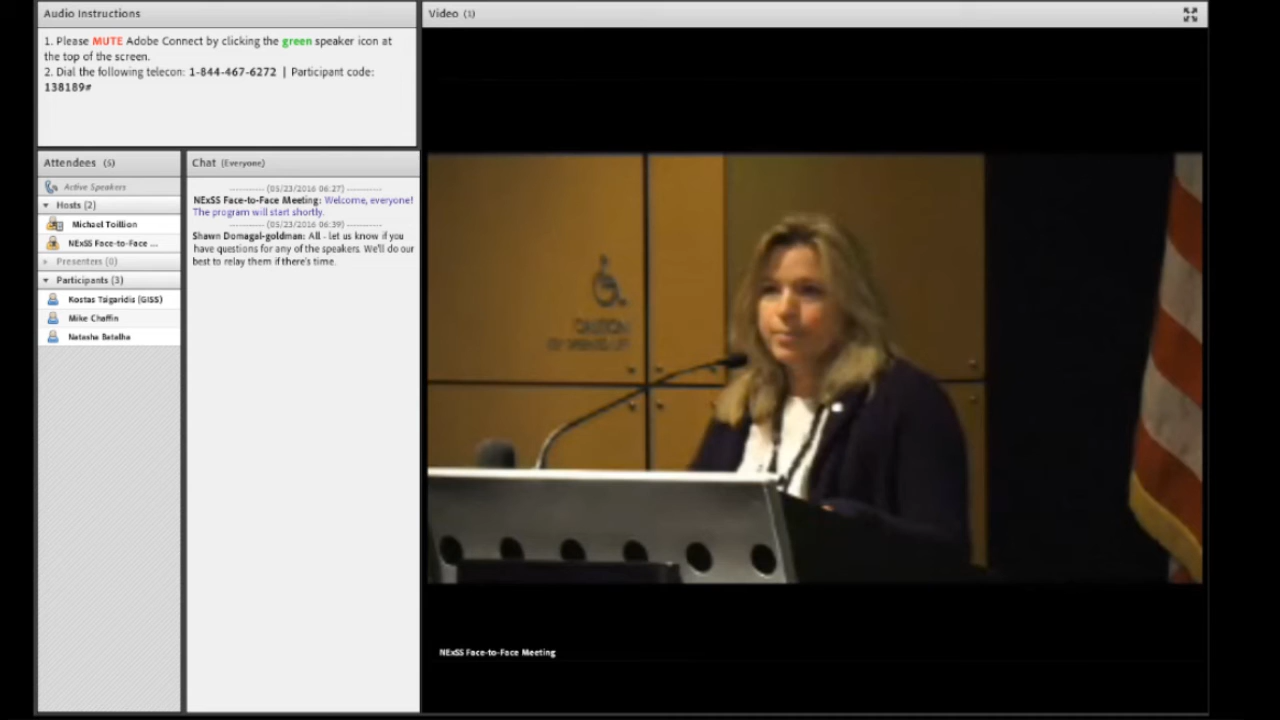 Audio Instructions
1. Please MUTE Adobe Connect by clicking the green speaker icon at
the top of the screen.
2. Dial the following telecon: 1-844-467-6272 | Participant code:
138189#
Attendees (5)
Active Speakers
Hosts (2)
Michael Toillion
NExSS Face-to-Face ...
Presenters (0)
Participants (3)
Kostas Tsigaridis (GISS)
Mike Chaffin
Natasha Batalha
Chat (Everyone)
----------- (05/23/2016 06:27) -----------
NExSS Face-to-Face Meeting: Welcome, everyone!
The program will start shortly.
----------- (05/23/2016 06:39) -----------
Shawn Domagal-goldman: All - let us know if you
have questions for any of the speakers. We'll do our
best to relay them if there's time.
Video (1)
CAUTION
NExSS Face-to-Face Meeting